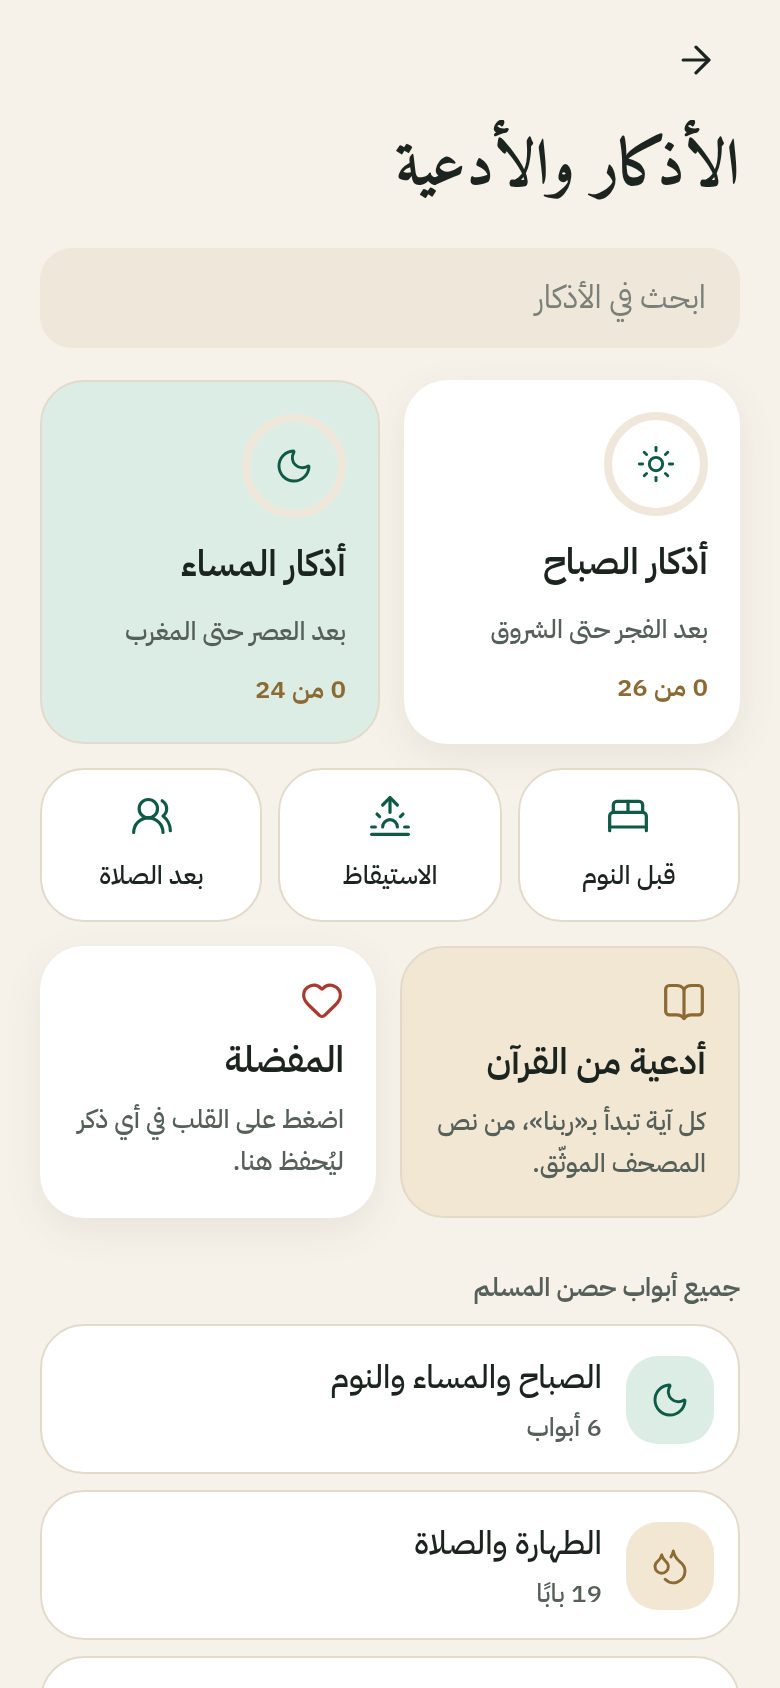 الأذكار والأدعية
ابحث في الأذكار
أذكار الصباح
بعد الفجر حتى الشروق
0 من 26
أذكار المساء
بعد العصر حتى المغرب
0 من 24
قبل النوم
الاستيقاظ
بعد الصلاة
أدعية من القرآن
كل آية تبدأ بـ«ربنا»، من نص
المصحف الموثّق.
المفضلة
اضغط على القلب في أي ذكر
ليُحفظ هنا.
جميع أبواب حصن المسلم
الصباح والمساء والنوم
6 أبواب
الطهارة والصلاة
19 بابًا